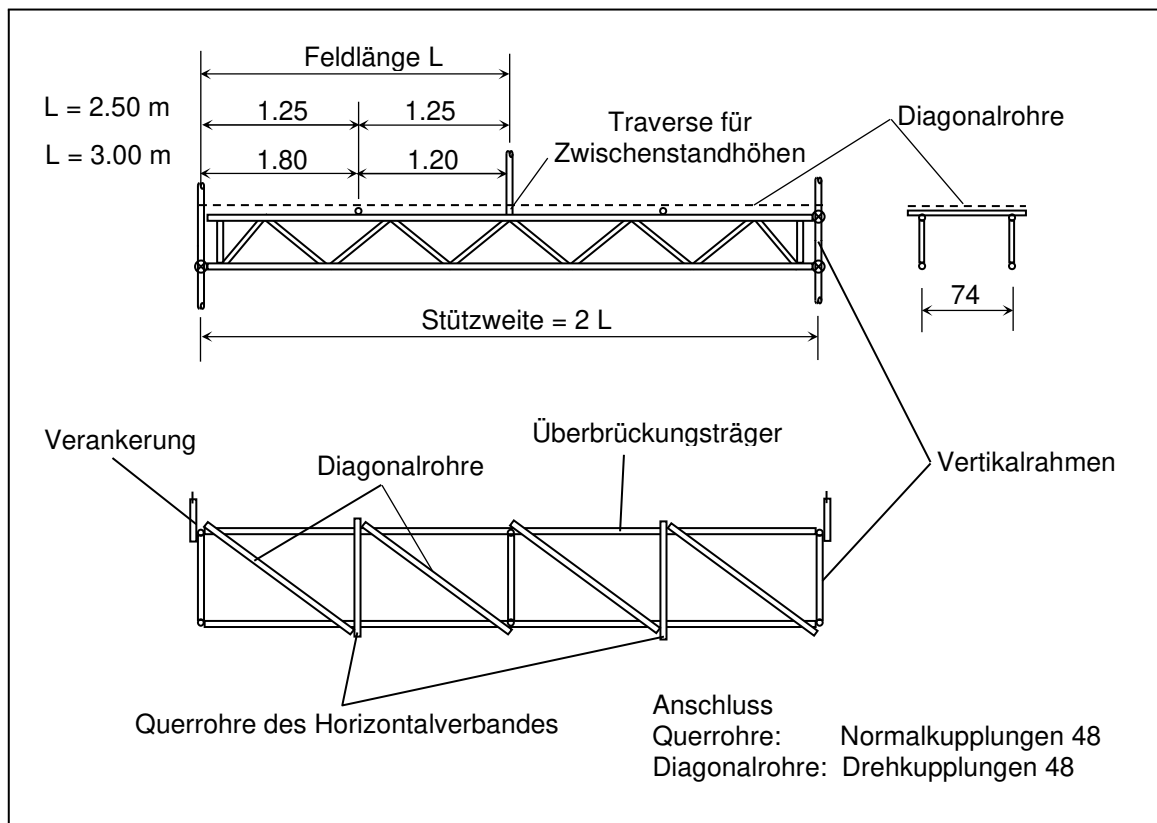 Feldlänge L
L = 2.50 m
1.25
1.25
L = 3.00 m
1.80
1.20
Traverse für
Zwischenstandhöhen
Diagonalrohre
74
Stützweite = 2 L
Verankerung
Diagonalrohre
Überbrückungsträger
Vertikalrahmen
Querrohre des Horizontalverbandes
Anschluss
Querrohre: Normalkupplungen 48
Diagonalrohre: Drehkupplungen 48